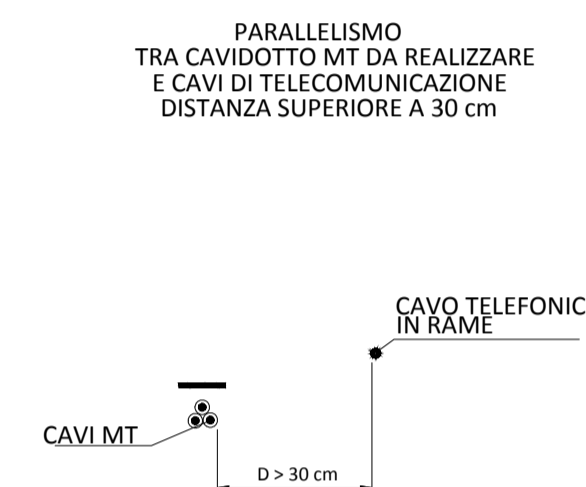 PARALLELISMO
TRA CAVIDOTTO MT DA REALIZZARE
E CAVI DI TELECOMUNICAZIONE
DISTANZA SUPERIORE A 30 cm
CAVO TELEFONIC
IN RAME
CAVI MT
D > 30 cm